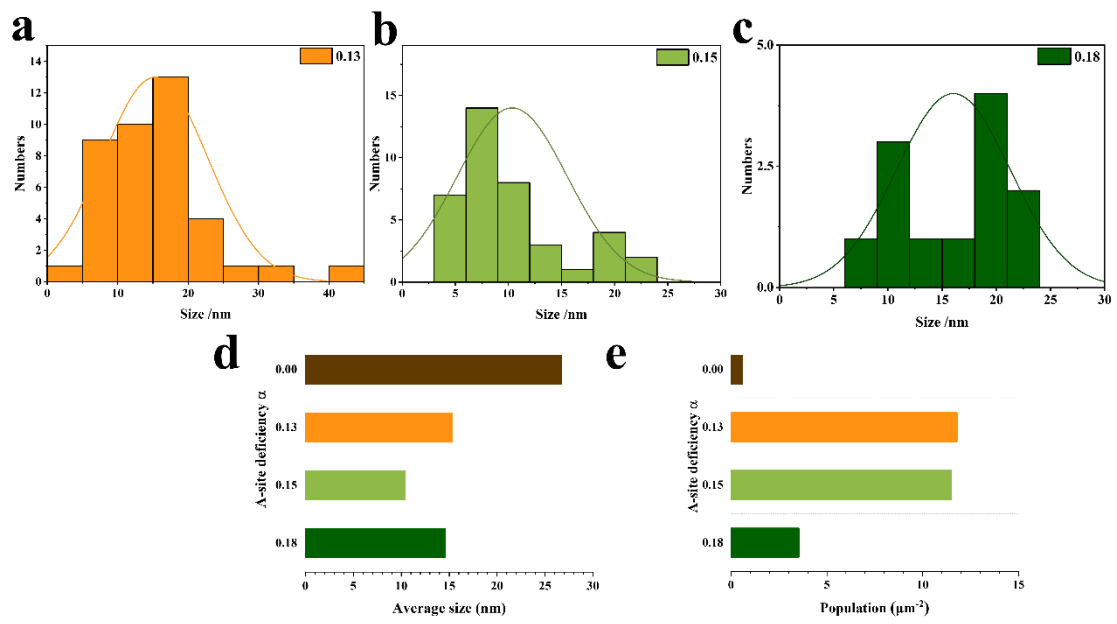 a
0.13
Numbers
14
13
12
10
8
6
4
2
1
0
0 10 20 30 40
Size /nm
b
0.15
Numbers
15
10
5
0
0 5 10 15 20 25 30
Size /nm
c
0.18
Numbers
5.0
2.5
0.0
0 5 10 15 20 25 30
Size /nm
d
A-site deficiency α
0.00
0.13
0.15
0.18
0 5 10 15 20 25 30
Average size (nm)
e
A-site deficiency α
0.00
0.13
0.15
0.18
0 5 10 15
Population (μm⁻²)